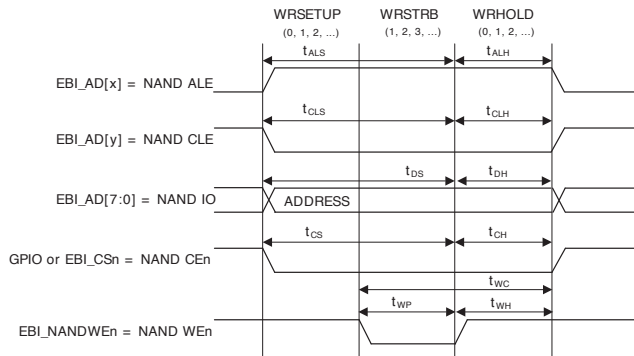 WRSETUP WRSTRB WRHOLD
(0, 1, 2, ...) (1, 2, 3, ...) (0, 1, 2, ...)
tALS tALH
EBI_AD[x] = NAND ALE
tCLS tCLH
EBI_AD[y] = NAND CLE
tDS tDH
EBI_AD[7:0] = NAND IO ADDRESS
tCS tCH
GPIO or EBI_CSn = NAND CEn
tWC
tWP tWH
EBI_NANDWEn = NAND WEn